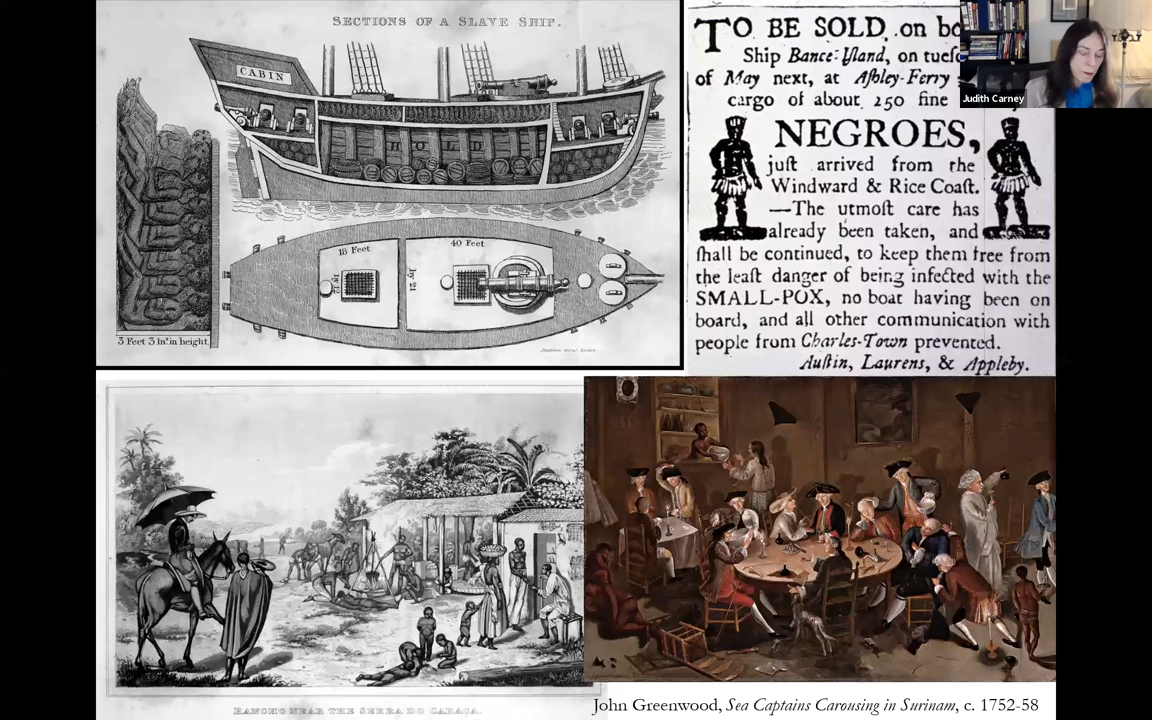 SECTIONS OF A SLAVE SHIP.
CABIN
HOLD
18 Feet
40 Feet
3 Feet 3 Ins. in height
TO BE SOLD, on bo
Ship Bance-Iſland, on tueſd
of May next, at Aſhley-Ferry
cargo of about 250 fine
NEGROES,
juſt arrived from the
Windward & Rice Coaſt.
—The utmoſt care has
already been taken, and
ſhall be continued, to keep them free from
the leaſt danger of being infected with the
SMALL-POX, no boat having been on
board, and all other communication with
people from Charles-Town prevented.
Auſtin, Laurens, & Appleby.
Judith Carney
RANCHO NEAR THE SERRA DO CARAÇA.
John Greenwood, Sea Captains Carousing in Surinam, c. 1752-58